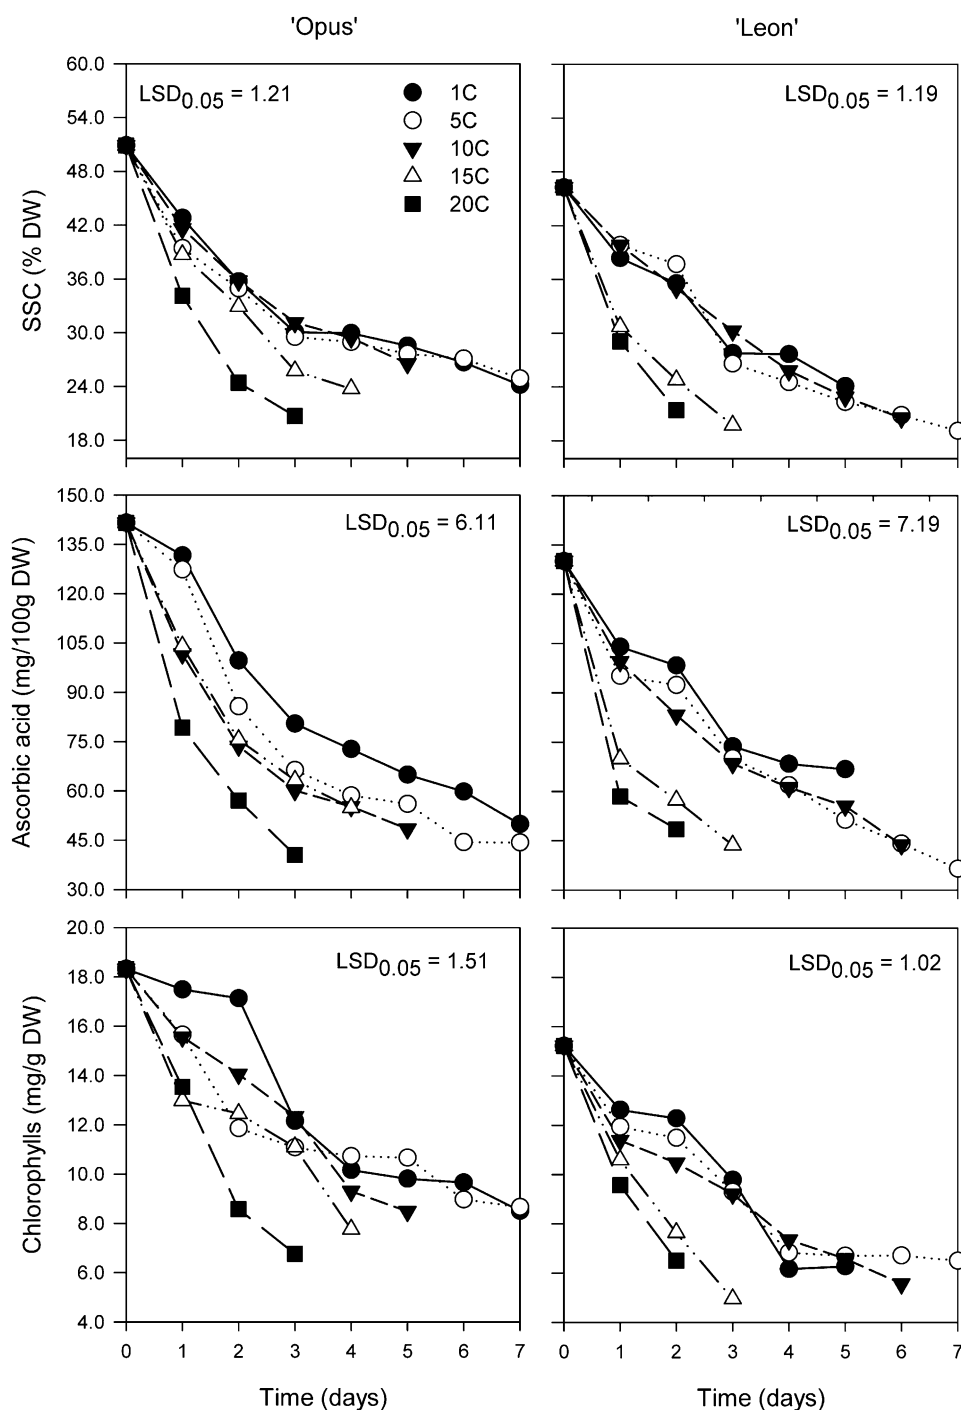 'Opus' 'Leon'
60.0
54.0
48.0
42.0
36.0
30.0
24.0
18.0
SSC (% DW)
LSD0.05 = 1.21
1C
5C
10C
15C
20C
LSD0.05 = 1.19
150.0
135.0
120.0
105.0
90.0
75.0
60.0
45.0
30.0
Ascorbic acid (mg/100g DW)
LSD0.05 = 6.11
LSD0.05 = 7.19
20.0
18.0
16.0
14.0
12.0
10.0
8.0
6.0
4.0
Chlorophylls (mg/g DW)
LSD0.05 = 1.51
LSD0.05 = 1.02
0 1 2 3 4 5 6 7 0 1 2 3 4 5 6 7
Time (days) Time (days)